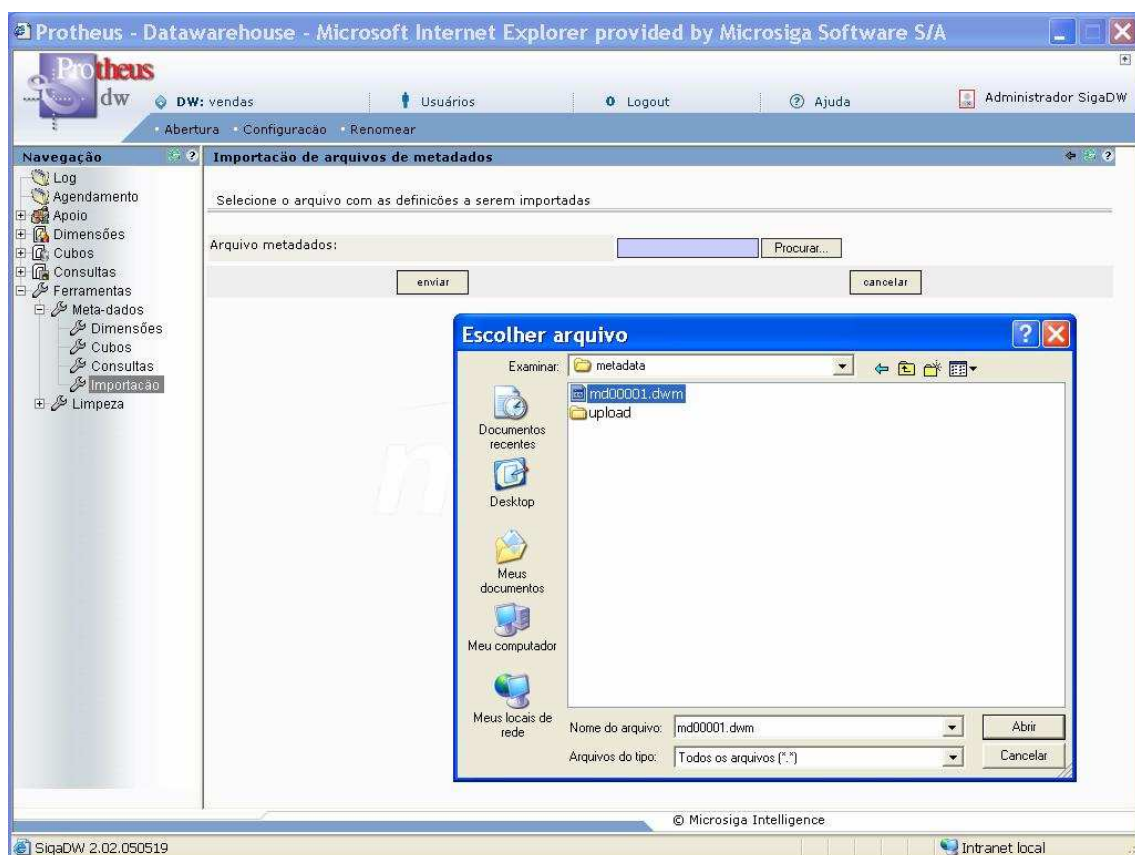 Protheus - Datawarehouse - Microsoft Internet Explorer provided by Microsiga Software S/A
Protheus
dw
DW: vendas
Usuários
Logout
Ajuda
Administrador SigaDW
Abertura
Configuracão
Renomear
Navegação
Importacão de arquivos de metadados
Log
Agendamento
Apoio
Dimensões
Cubos
Consultas
Ferramentas
Meta-dados
Dimensões
Cubos
Consultas
Importacão
Limpeza
Selecione o arquivo com as definicões a serem importadas
Arquivo metadados:
Procurar...
enviar
cancelar
Escolher arquivo
Examinar:
metadata
md00001.dwm
upload
Documentos
recentes
Desktop
Meus
documentos
Meu computador
Meus locais de
rede
Nome do arquivo:
md00001.dwm
Abrir
Arquivos do tipo:
Todos os arquivos (*.*)
Cancelar
© Microsiga Intelligence
SigaDW 2.02.050519
Intranet local